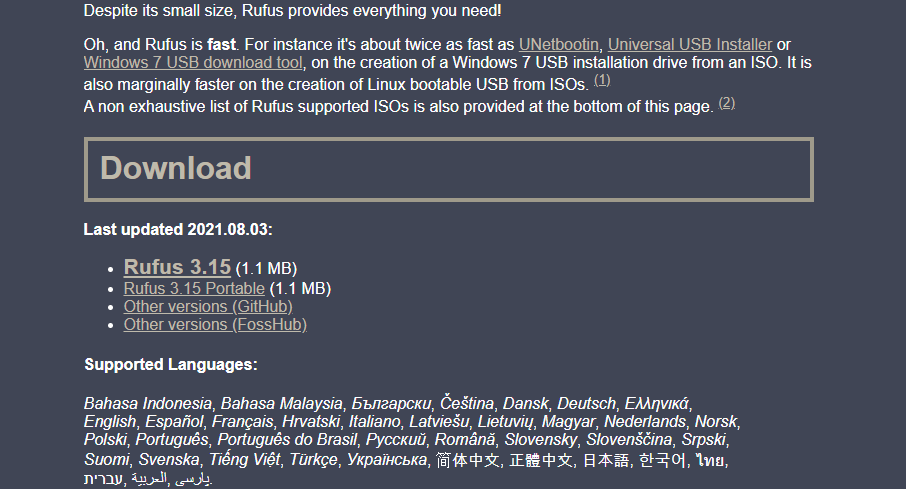 Despite its small size, Rufus provides everything you need!
Oh, and Rufus is fast. For instance it's about twice as fast as UNetbootin, Universal USB Installer or
Windows 7 USB download tool, on the creation of a Windows 7 USB installation drive from an ISO. It is
also marginally faster on the creation of Linux bootable USB from ISOs. (1)
A non exhaustive list of Rufus supported ISOs is also provided at the bottom of this page. (2)
Download
Last updated 2021.08.03:
• Rufus 3.15 (1.1 MB)
• Rufus 3.15 Portable (1.1 MB)
• Other versions (GitHub)
• Other versions (FossHub)
Supported Languages:
Bahasa Indonesia, Bahasa Malaysia, Български, Čeština, Dansk, Deutsch, Ελληνικά,
English, Español, Français, Hrvatski, Italiano, Latviešu, Lietuvių, Magyar, Nederlands, Norsk,
Polski, Português, Português do Brasil, Русский, Română, Slovensky, Slovenščina, Srpski,
Suomi, Svenska, Tiếng Việt, Türkçe, Українська, 简体中文, 正體中文, 日本語, 한국어, ไทย,
עברית, العربية, پارسی.